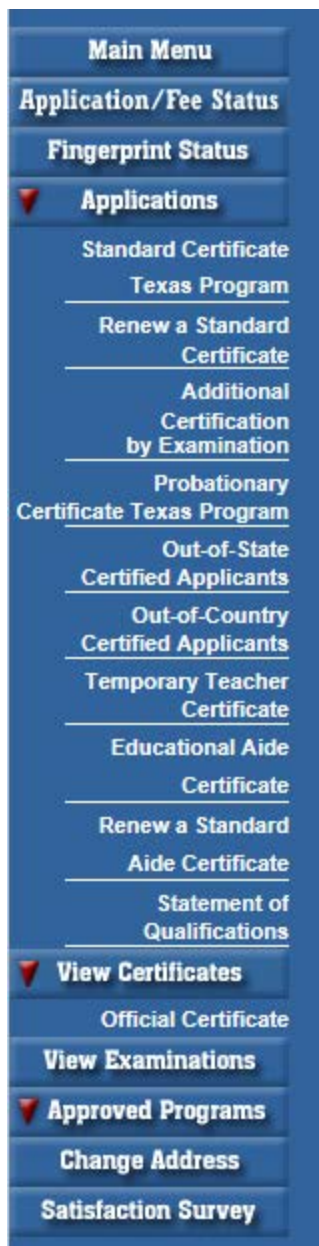 Main Menu
Application/Fee Status
Fingerprint Status
Applications
Standard Certificate
Texas Program
Renew a Standard
Certificate
Additional
Certification
by Examination
Probationary
Certificate Texas Program
Out-of-State
Certified Applicants
Out-of-Country
Certified Applicants
Temporary Teacher
Certificate
Educational Aide
Certificate
Renew a Standard
Aide Certificate
Statement of
Qualifications
View Certificates
Official Certificate
View Examinations
Approved Programs
Change Address
Satisfaction Survey